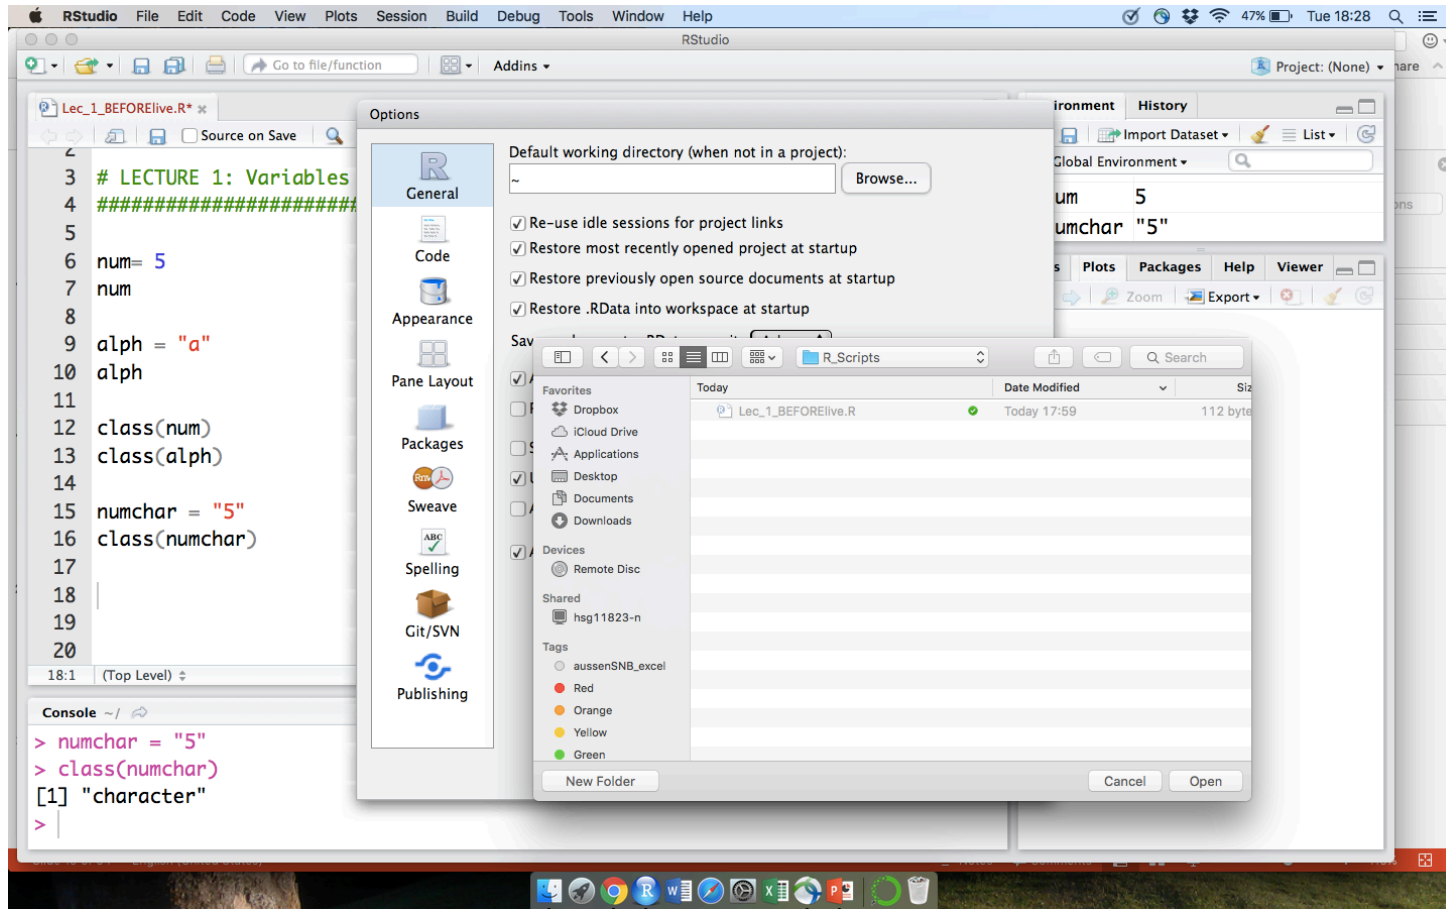 RStudio File Edit Code View Plots Session Build Debug Tools Window Help 47% Tue 18:28
RStudio
Go to file/function Addins Project: (None)
Lec_1_BEFORElive.R*
Source on Save
3 # LECTURE 1: Variables
4 #######################
5
6 num= 5
7 num
8
9 alph = "a"
10 alph
11
12 class(num)
13 class(alph)
14
15 numchar = "5"
16 class(numchar)
17
18
19
20
18:1 (Top Level)
Console ~/
> numchar = "5"
> class(numchar)
[1] "character"
>
Options
General
Code
Appearance
Pane Layout
Packages
Sweave
Spelling
Git/SVN
Publishing
Default working directory (when not in a project):
~ Browse...
Re-use idle sessions for project links
Restore most recently opened project at startup
Restore previously open source documents at startup
Restore .RData into workspace at startup
R_Scripts Search
Favorites
Dropbox
iCloud Drive
Applications
Desktop
Documents
Downloads
Devices
Remote Disc
Shared
hsg11823-n
Tags
aussenSNB_excel
Red
Orange
Yellow
Green
Today Date Modified Siz
Lec_1_BEFORElive.R Today 17:59 112 byte
New Folder Cancel Open
ironment History
Import Dataset List
Global Environment
um 5
umchar "5"
s Plots Packages Help Viewer
Zoom Export